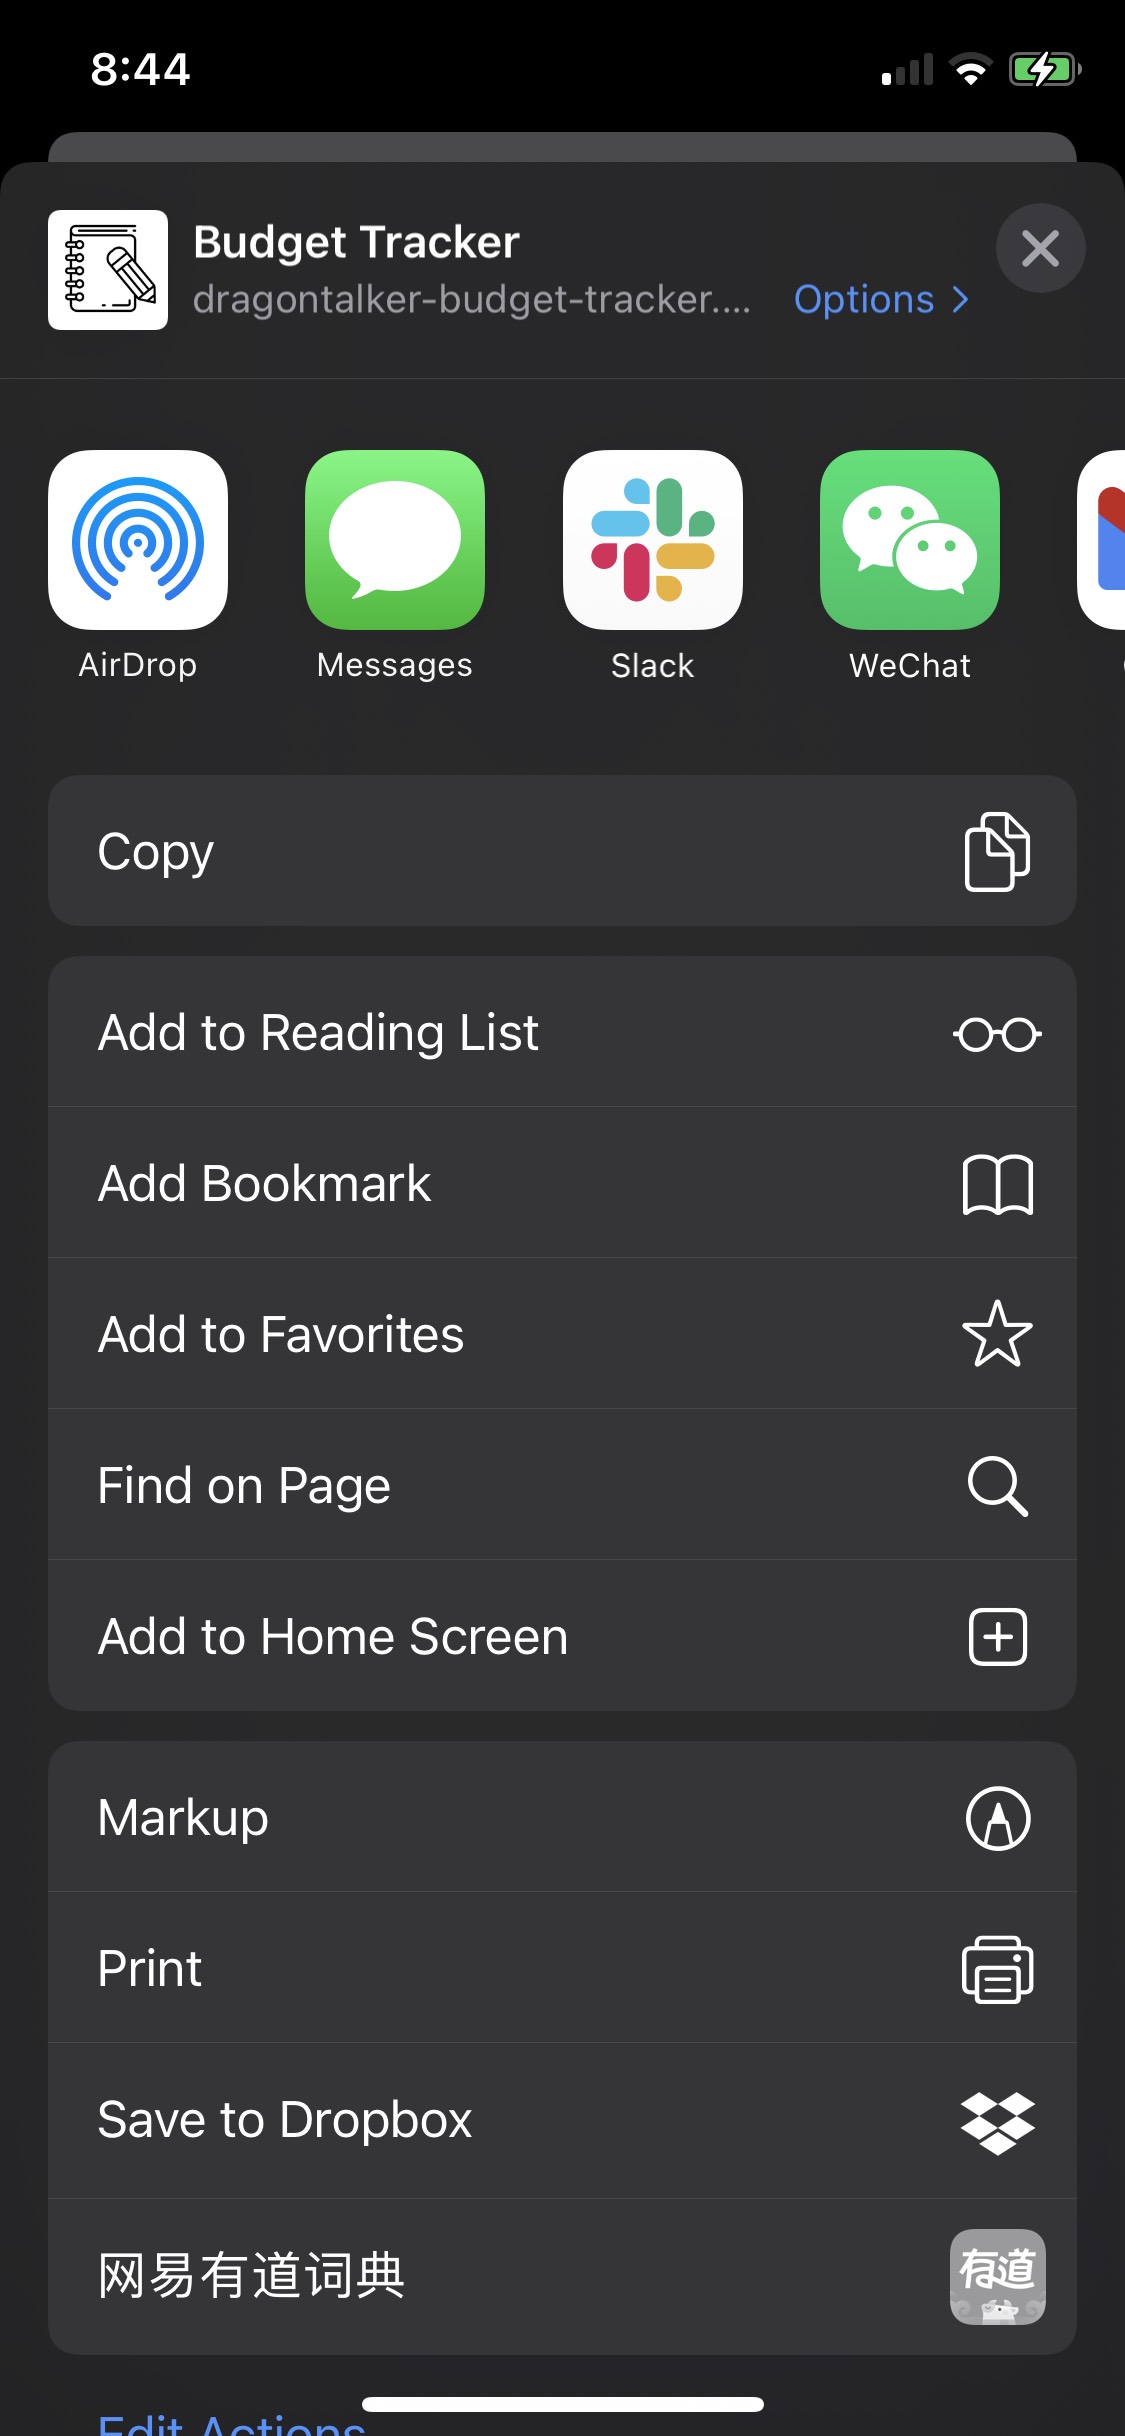 8:44
Budget Tracker
dragontalker-budget-tracker....
Options
AirDrop
Messages
Slack
WeChat
Copy
Add to Reading List
Add Bookmark
Add to Favorites
Find on Page
Add to Home Screen
Markup
Print
Save to Dropbox
网易有道词典
有道
Edit Actions